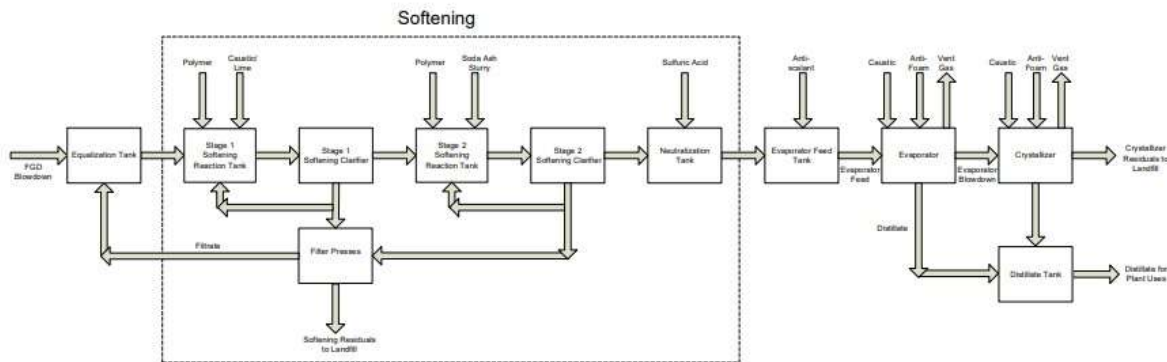 Softening
Polymer
Caustic/
Lime
Polymer
Soda Ash
Slurry
Sulfuric Acid
Anti-
scalant
Caustic
Anti-
Foam
Vent
Gas
Caustic
Anti-
Foam
Vent
Gas
FGD
Blowdown
Equalization Tank
Stage 1
Softening
Reaction Tank
Stage 1
Softening Clarifier
Stage 2
Softening
Reaction Tank
Stage 2
Softening Clarifier
Neutralization
Tank
Evaporator Feed
Tank
Evaporator
Feed
Evaporator
Evaporator
Blowdown
Crystallizer
Crystallizer
Residuals to
Landfill
Filtrate
Filter Presses
Distillate
Distillate Tank
Distillate for
Plant Uses
Softening Residuals
to Landfill